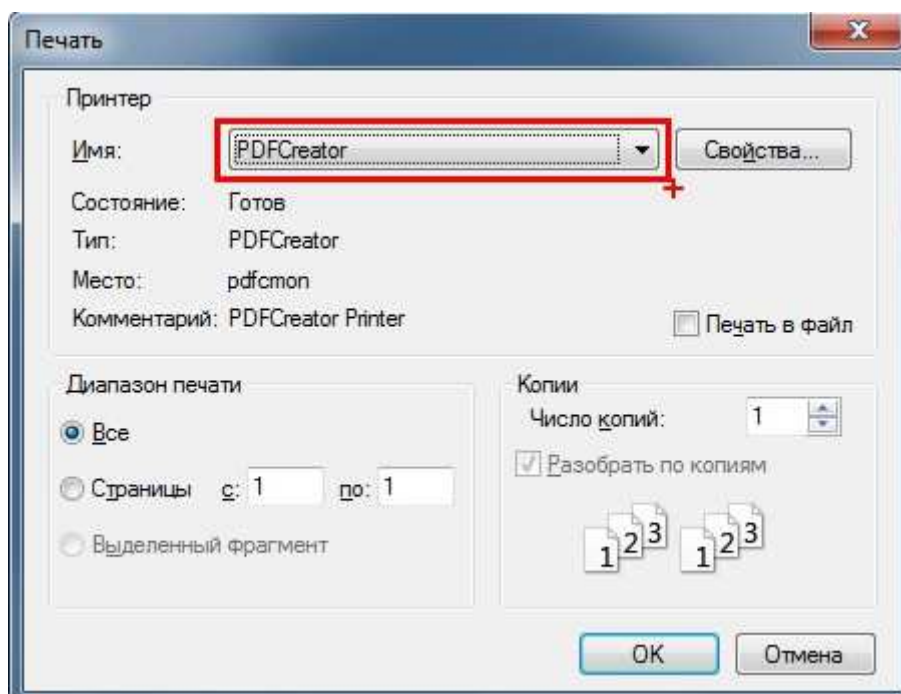 Печать
Принтер
Имя: PDFCreator Свойства...
Состояние: Готов
Тип: PDFCreator
Место: pdfcmon
Комментарий: PDFCreator Printer Печать в файл
Диапазон печати
Все
Страницы с: 1 по: 1
Выделенный фрагмент
Копии
Число копий: 1
Разобрать по копиям
1 2 3 1 2 3
OK Отмена